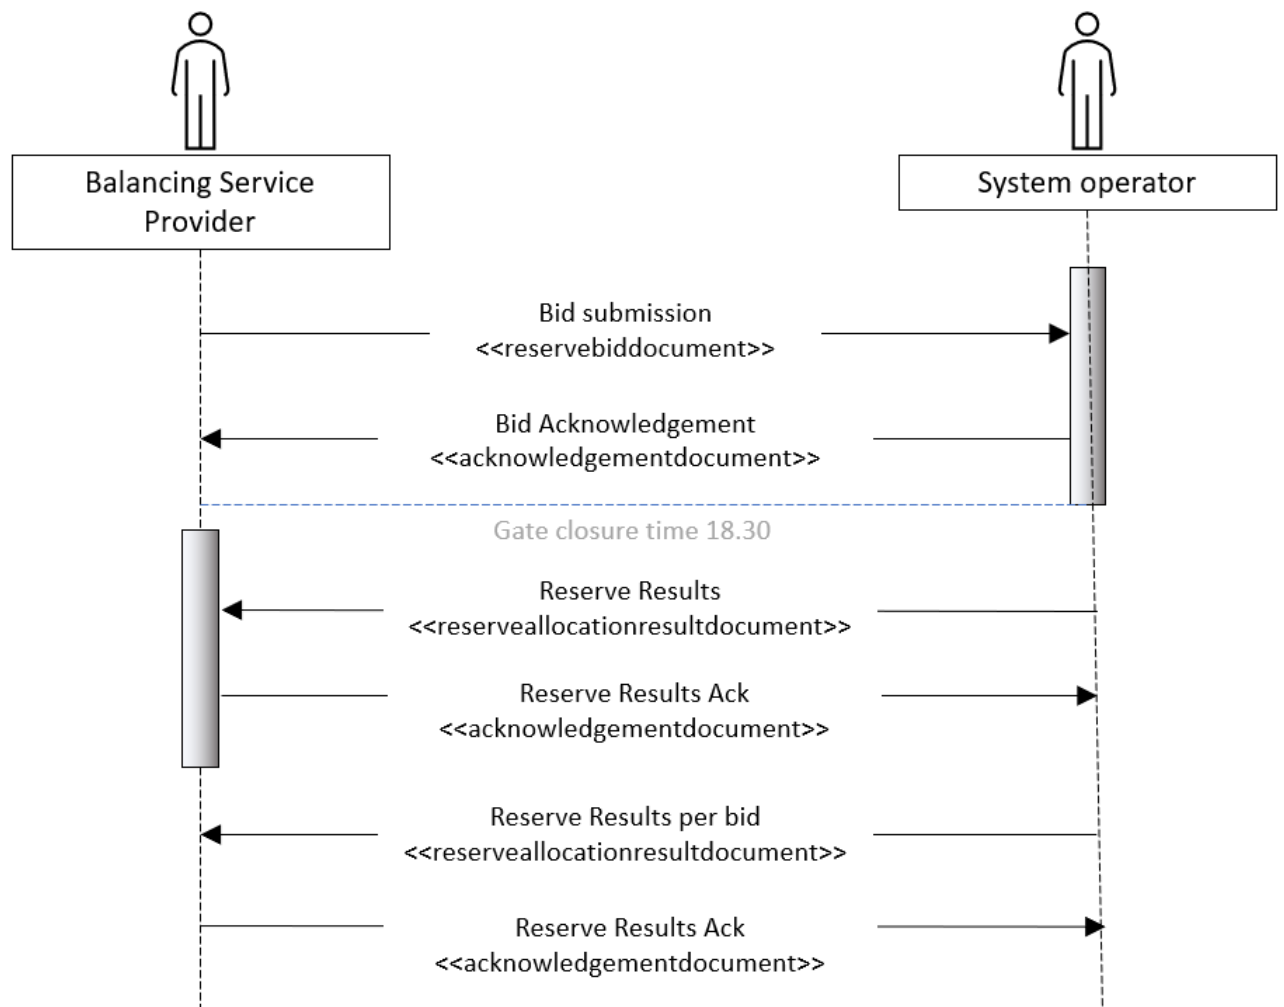 Balancing Service
Provider
System operator
Bid submission
<<reservebiddocument>>
Bid Acknowledgement
<<acknowledgementdocument>>
Gate closure time 18.30
Reserve Results
<<reserveallocationresultdocument>>
Reserve Results Ack
<<acknowledgementdocument>>
Reserve Results per bid
<<reserveallocationresultdocument>>
Reserve Results Ack
<<acknowledgementdocument>>